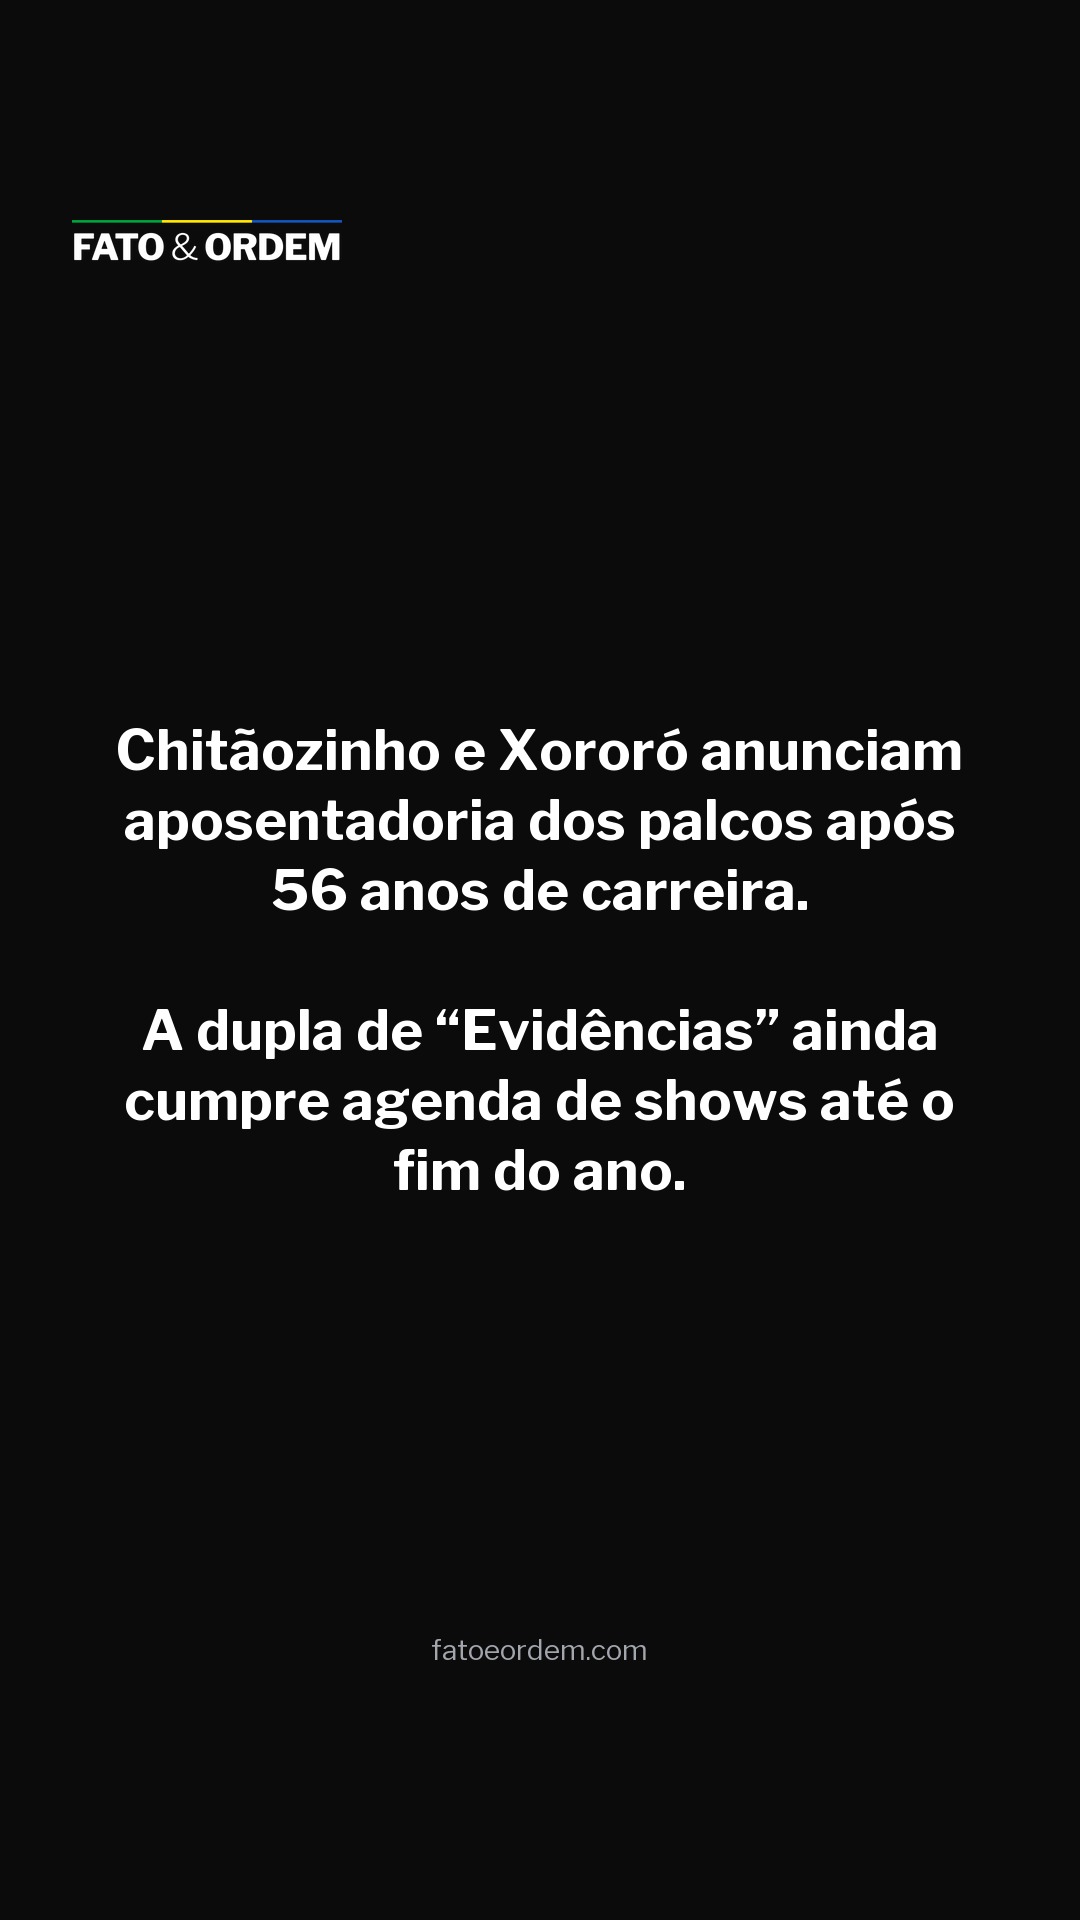 FATO & ORDEM
Chitãozinho e Xororó anunciam
aposentadoria dos palcos após
56 anos de carreira.
A dupla de “Evidências” ainda
cumpre agenda de shows até o
fim do ano.
fatoeordem.com